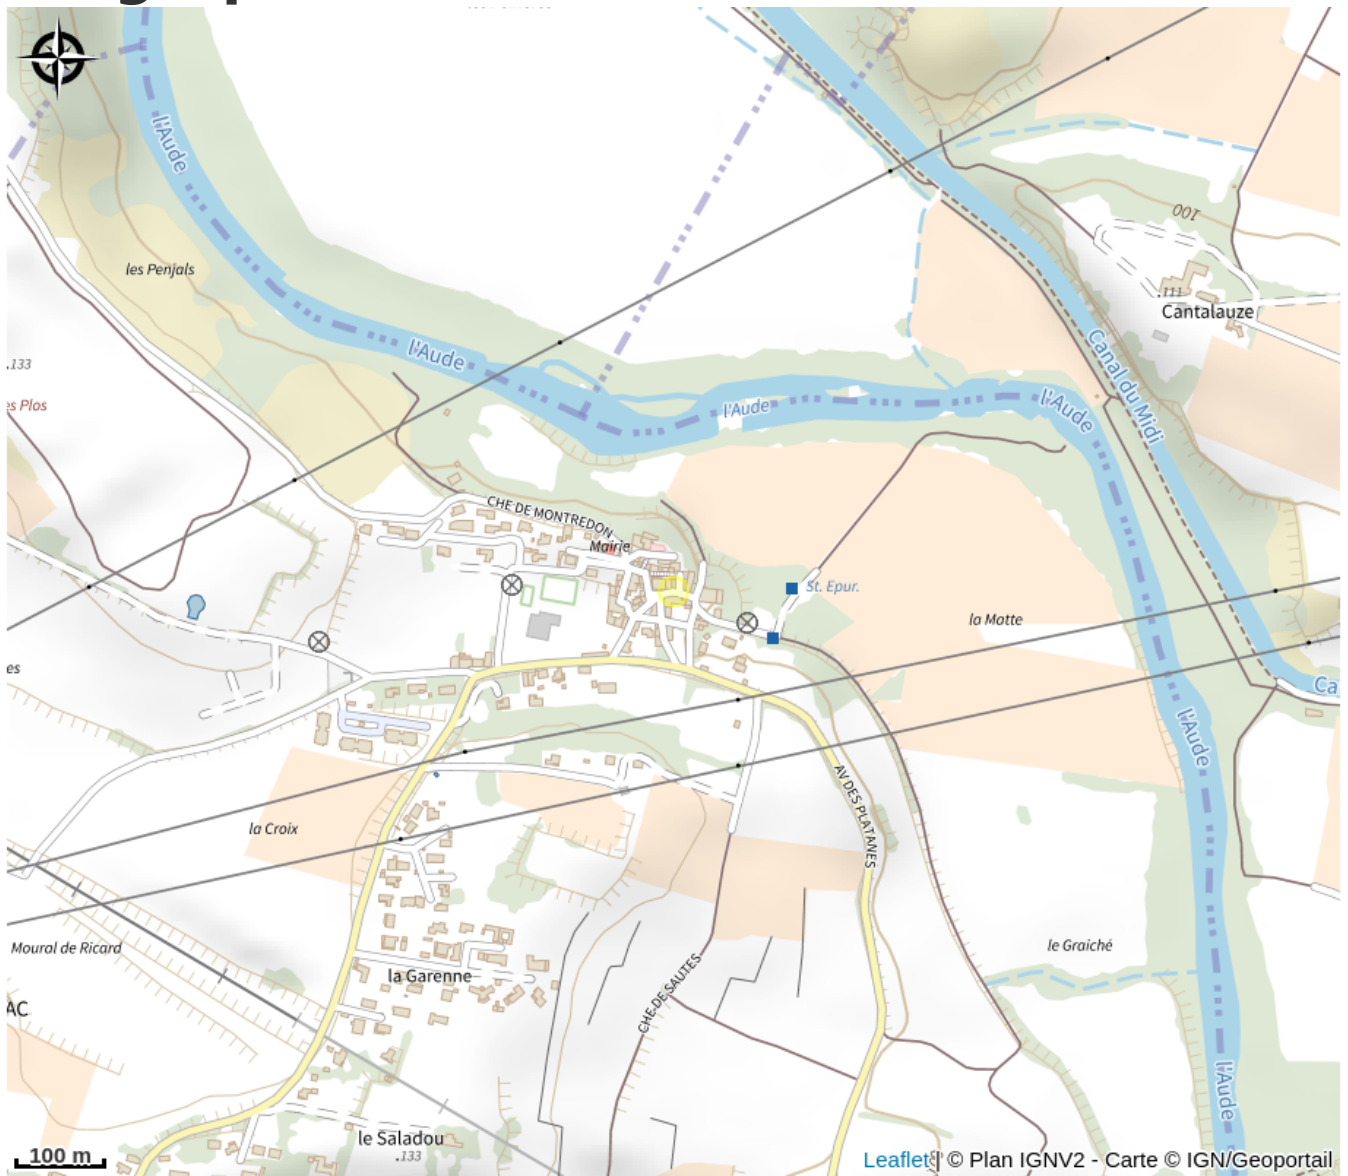 l'Aude
100
les Penjals
.111
Cantalauze
Canal du Midi
l'Aude
.133
es Plos
l'Aude
l'Aude
CHE DE MONTREDON
Mairie
St. Epur.
la Matte
es
Ca
l'Aude
AV DES PLATANES
la Croix
Moural de Ricard
le Graiché
la Garenne
CHE DE SAUTES
AC
l'Aude
le Saladou
.133
100 m
Leaflet | © Plan IGNV2 - Carte © IGN/Geoportail